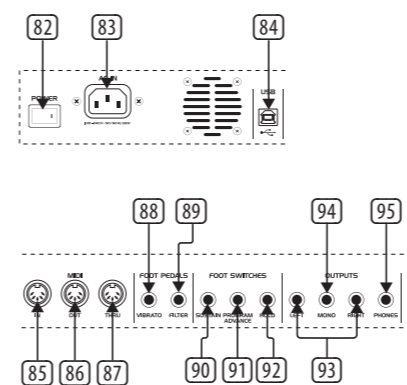 82
83
84
POWER
AC IN
USB
88
89
94
95
MIDI
FOOT PEDALS
FOOT SWITCHES
OUTPUTS
IN
OUT
THRU
VIBRATO
FILTER
SUSTAIN
PROGRAM
ADVANCE
HOLD
LEFT
MONO
RIGHT
PHONES
85
86
87
90
91
92
93